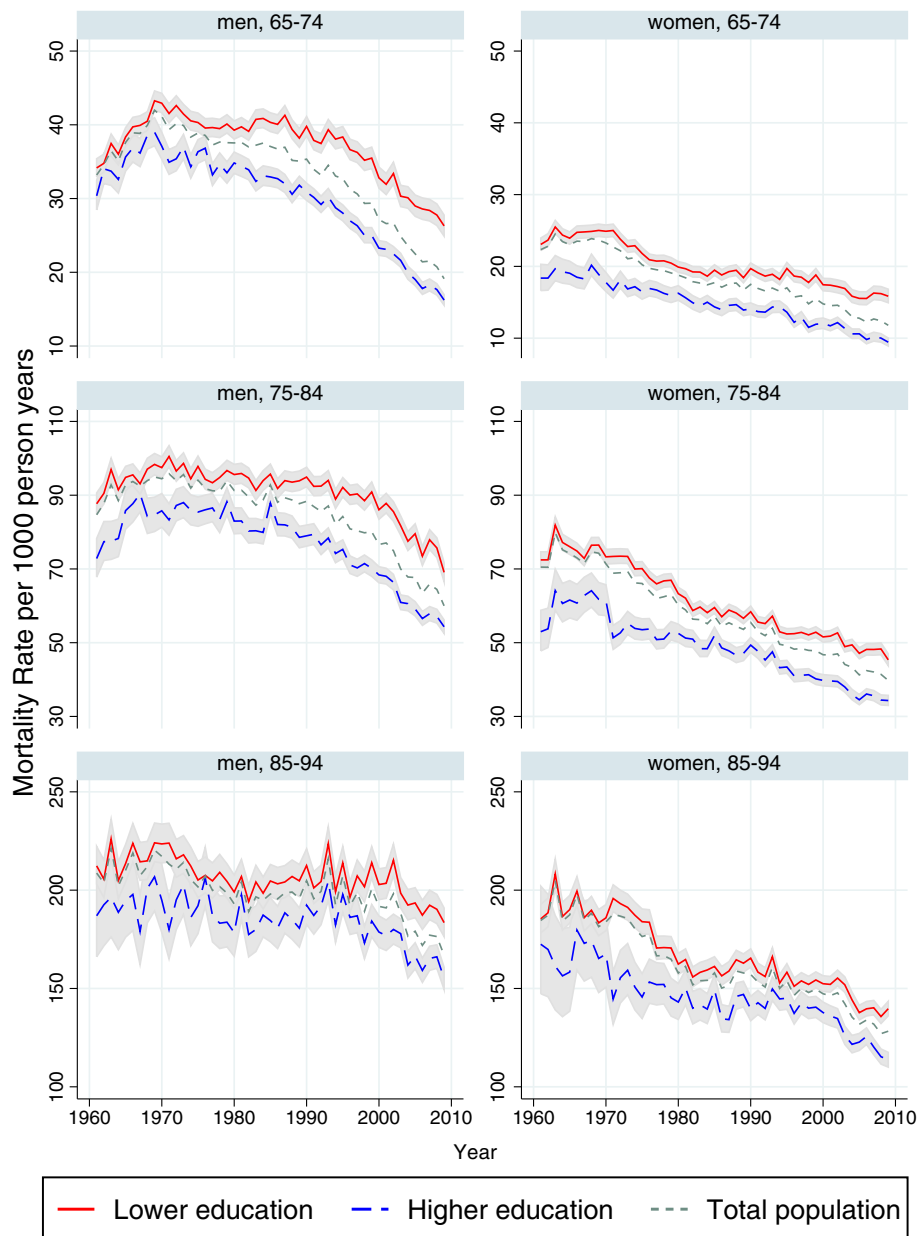 men, 65-74
women, 65-74
50
40
30
20
10
50
40
30
20
10
men, 75-84
women, 75-84
110
90
70
50
30
110
90
70
50
30
Mortality Rate per 1000 person years
men, 85-94
women, 85-94
250
200
150
100
250
200
150
100
1960 1970 1980 1990 2000 2010
1960 1970 1980 1990 2000 2010
Year
Lower education Higher education Total population